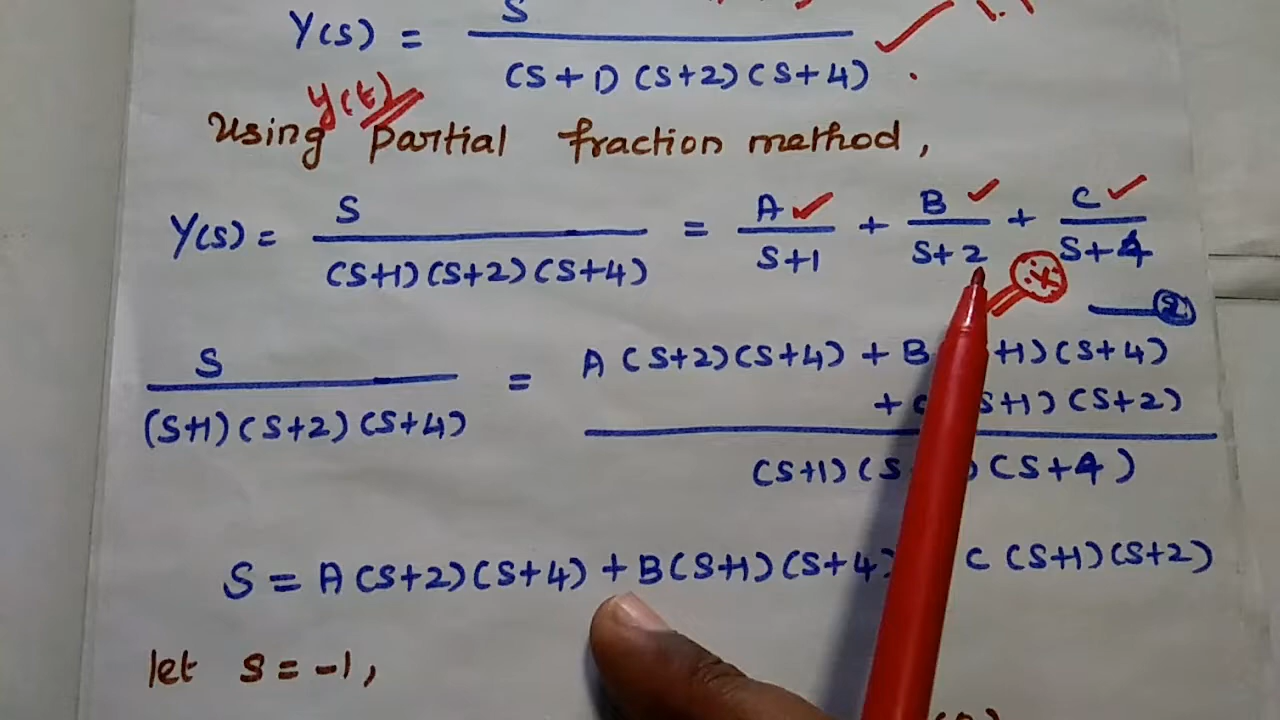 Y(s) = S
(S+1)(S+2)(S+4)
y(t)
Using partial fraction method,
Y(s) = S / (S+1)(S+2)(S+4) = A / S+1 + B / S+2 + C / S+4
2
S / (S+1)(S+2)(S+4) = A(S+2)(S+4) + B +1)(S+4)
+ S+1)(S+2)
(S+1)(S )(S+4)
S = A(S+2)(S+4) + B(S+1)(S+4) C(S+1)(S+2)
let S = -1,